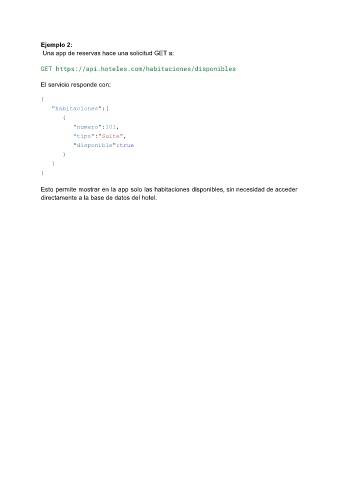 Ejemplo 2:
Una app de reservas hace una solicitud GET a:
GET https://api.hoteles.com/habitaciones/disponibles
El servicio responde con:
{
"habitaciones":[
{
"numero":101,
"tipo":"Suite",
"disponible":true
}
]
}
Esto permite mostrar en la app solo las habitaciones disponibles, sin necesidad de acceder
directamente a la base de datos del hotel.